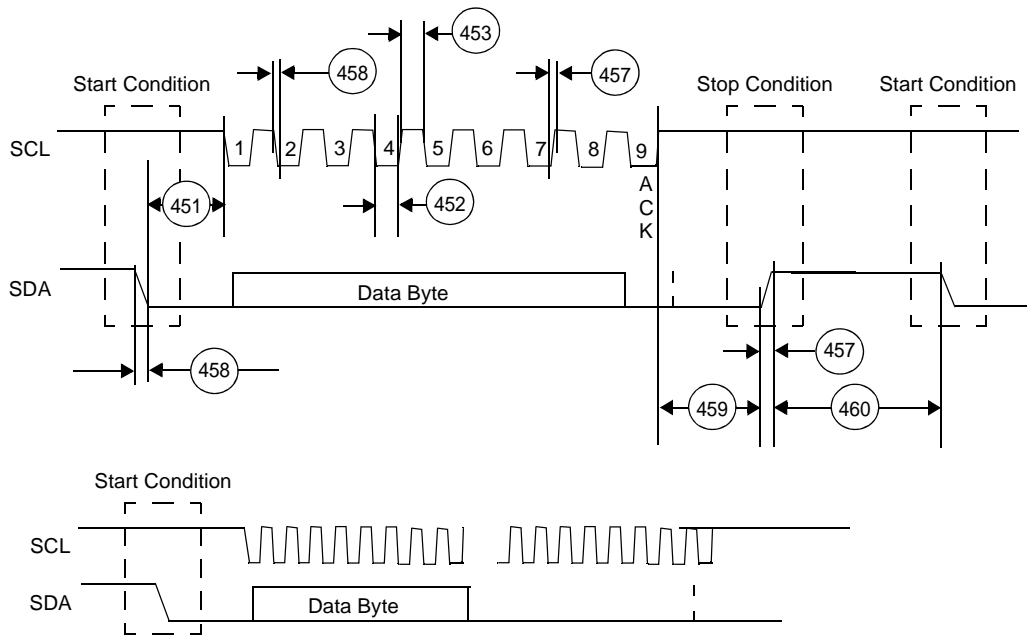 453
458
457
Start Condition
Stop Condition
Start Condition
SCL
1 2 3 4 5 6 7 8 9
A
C
K
451
452
SDA
Data Byte
458
457
459
460
Start Condition
SCL
SDA
Data Byte